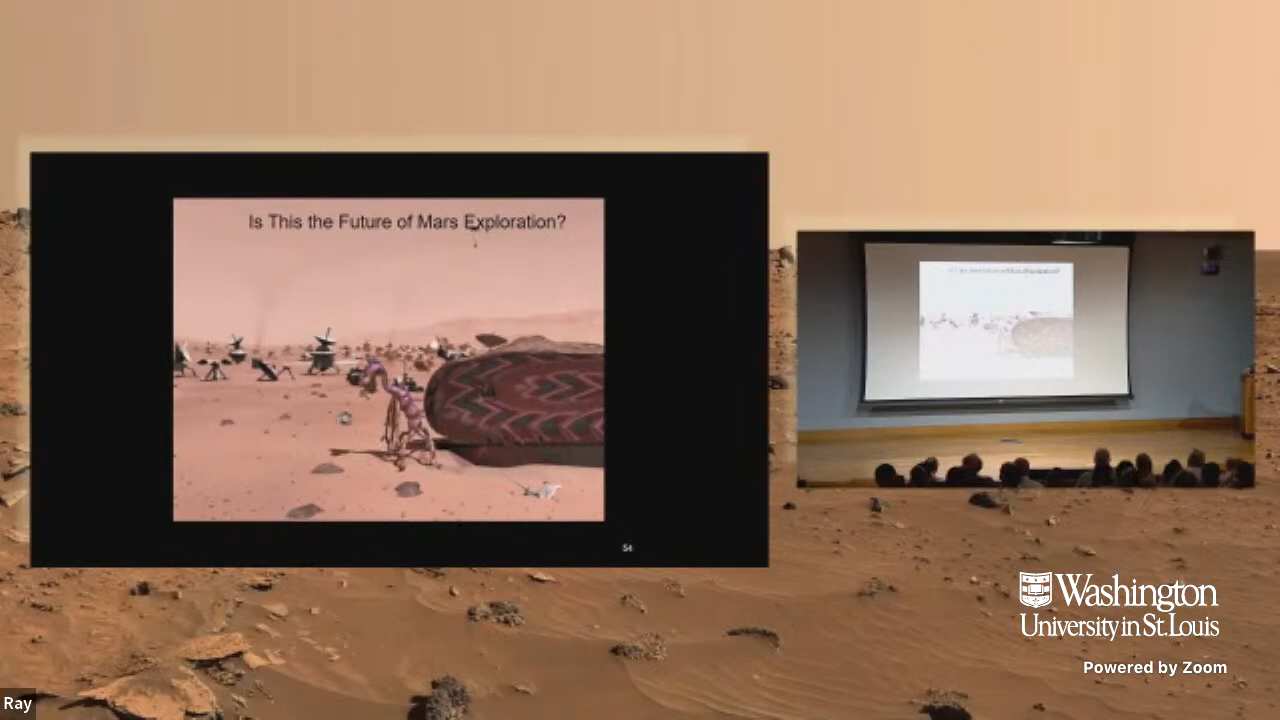 Is This the Future of Mars Exploration?
54
Washington
University in St. Louis
Powered by Zoom
Ray